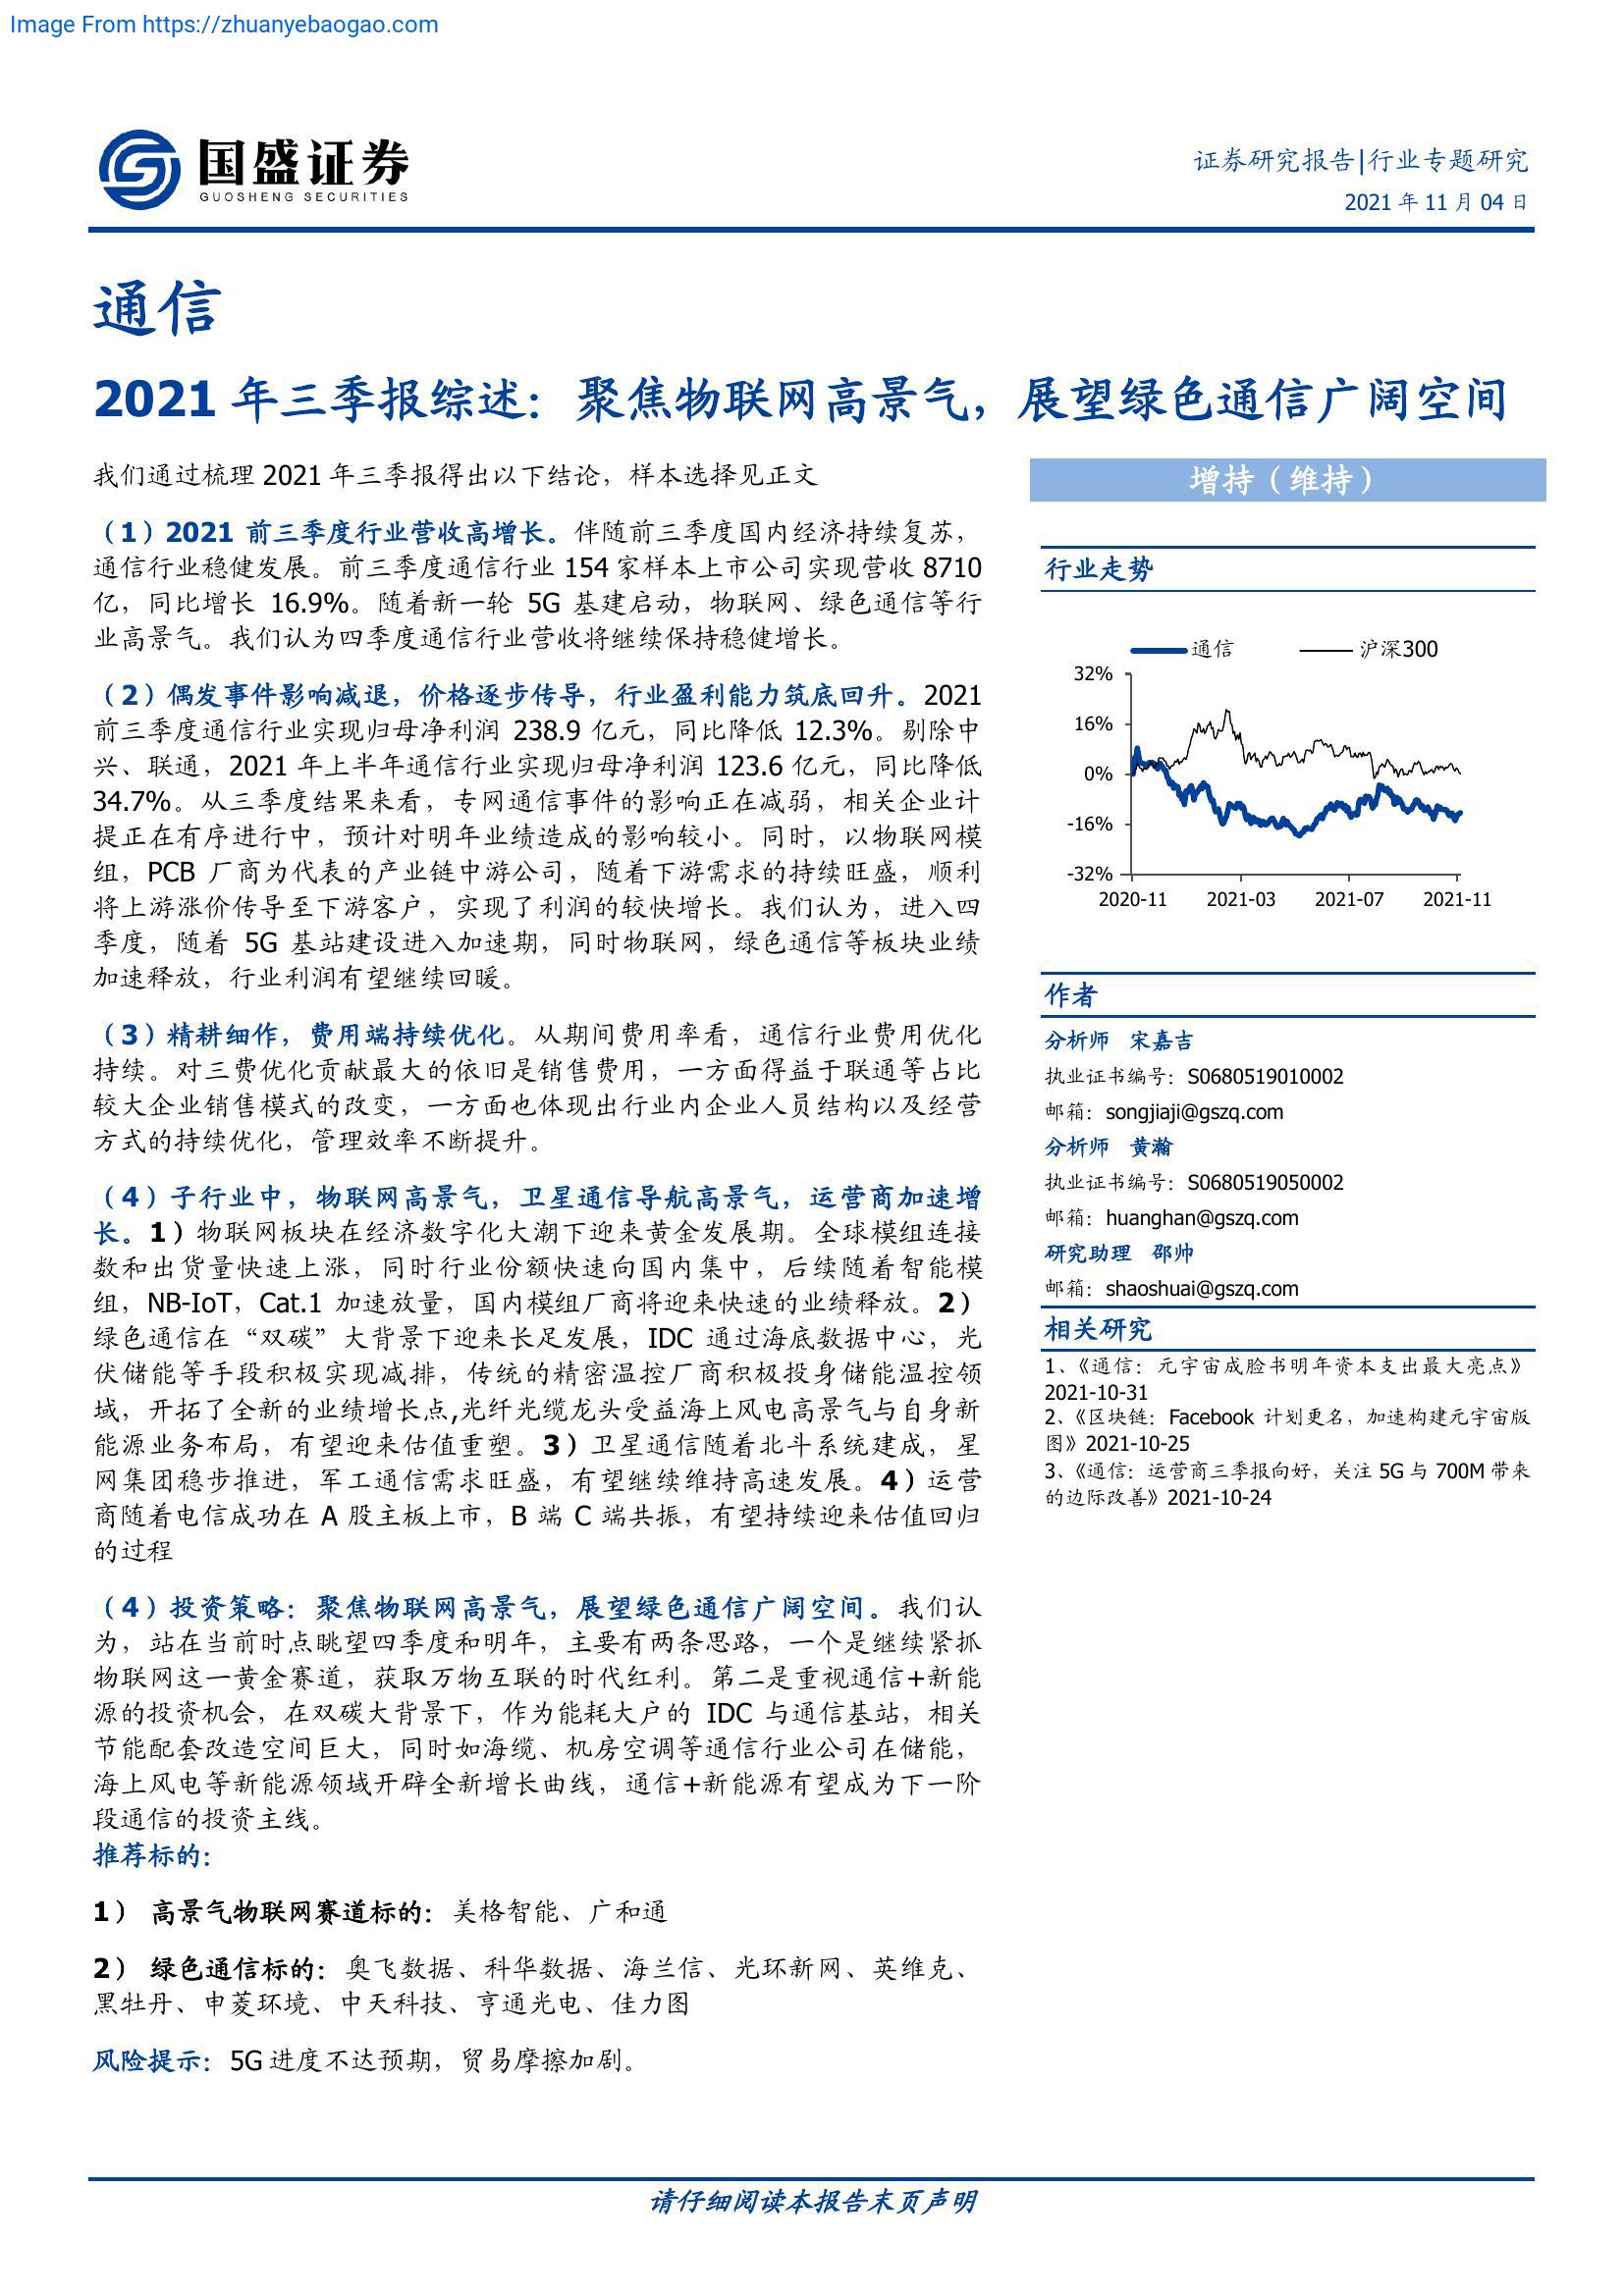 Image From https://zhuanyebaogao.com
国盛证券
GUOSHENG SECURITIES
证券研究报告|行业专题研究
2021 年 11 月 04 日
通信
2021 年三季报综述：聚焦物联网高景气，展望绿色通信广阔空间
我们通过梳理 2021 年三季报得出以下结论，样本选择见正文
（1）2021 前三季度行业营收高增长。伴随前三季度国内经济持续复苏，
通信行业稳健发展。前三季度通信行业 154 家样本上市公司实现营收 8710
亿，同比增长 16.9%。随着新一轮 5G 基建启动，物联网、绿色通信等行
业高景气。我们认为四季度通信行业营收将继续保持稳健增长。
（2）偶发事件影响减退，价格逐步传导，行业盈利能力筑底回升。2021
前三季度通信行业实现归母净利润 238.9 亿元，同比降低 12.3%。剔除中
兴、联通，2021 年上半年通信行业实现归母净利润 123.6 亿元，同比降低
34.7%。从三季度结果来看，专网通信事件的影响正在减弱，相关企业计
提正在有序进行中，预计对明年业绩造成的影响较小。同时，以物联网模
组，PCB 厂商为代表的产业链中游公司，随着下游需求的持续旺盛，顺利
将上游涨价传导至下游客户，实现了利润的较快增长。我们认为，进入四
季度，随着 5G 基站建设进入加速期，同时物联网，绿色通信等板块业绩
加速释放，行业利润有望继续回暖。
（3）精耕细作，费用端持续优化。从期间费用率看，通信行业费用优化
持续。对三费优化贡献最大的依旧是销售费用，一方面得益于联通等占比
较大企业销售模式的改变，一方面也体现出行业内企业人员结构以及经营
方式的持续优化，管理效率不断提升。
（4）子行业中，物联网高景气，卫星通信导航高景气，运营商加速增
长。1）物联网板块在经济数字化大潮下迎来黄金发展期。全球模组连接
数和出货量快速上涨，同时行业份额快速向国内集中，后续随着智能模
组，NB-IoT，Cat.1 加速放量，国内模组厂商将迎来快速的业绩释放。2）
绿色通信在“双碳”大背景下迎来长足发展，IDC 通过海底数据中心，光
伏储能等手段积极实现减排，传统的精密温控厂商积极投身储能温控领
域，开拓了全新的业绩增长点,光纤光缆龙头受益海上风电高景气与自身新
能源业务布局，有望迎来估值重塑。3）卫星通信随着北斗系统建成，星
网集团稳步推进，军工通信需求旺盛，有望继续维持高速发展。4）运营
商随着电信成功在 A 股主板上市，B 端 C 端共振，有望持续迎来估值回归
的过程
（4）投资策略：聚焦物联网高景气，展望绿色通信广阔空间。我们认
为，站在当前时点眺望四季度和明年，主要有两条思路，一个是继续紧抓
物联网这一黄金赛道，获取万物互联的时代红利。第二是重视通信+新能
源的投资机会，在双碳大背景下，作为能耗大户的 IDC 与通信基站，相关
节能配套改造空间巨大，同时如海缆、机房空调等通信行业公司在储能，
海上风电等新能源领域开辟全新增长曲线，通信+新能源有望成为下一阶
段通信的投资主线。
推荐标的：
1） 高景气物联网赛道标的：美格智能、广和通
2） 绿色通信标的：奥飞数据、科华数据、海兰信、光环新网、英维克、
黑牡丹、申菱环境、中天科技、亨通光电、佳力图
风险提示：5G 进度不达预期，贸易摩擦加剧。
增持（维持）
行业走势
通信 沪深300
32%
16%
0%
-16%
-32%
2020-11 2021-03 2021-07 2021-11
作者
分析师 宋嘉吉
执业证书编号：S0680519010002
邮箱：songjiaji@gszq.com
分析师 黄瀚
执业证书编号：S0680519050002
邮箱：huanghan@gszq.com
研究助理 邵帅
邮箱：shaoshuai@gszq.com
相关研究
1、《通信：元宇宙成脸书明年资本支出最大亮点》
2021-10-31
2、《区块链：Facebook 计划更名，加速构建元宇宙版
图》2021-10-25
3、《通信：运营商三季报向好，关注 5G 与 700M 带来
的边际改善》2021-10-24
请仔细阅读本报告末页声明